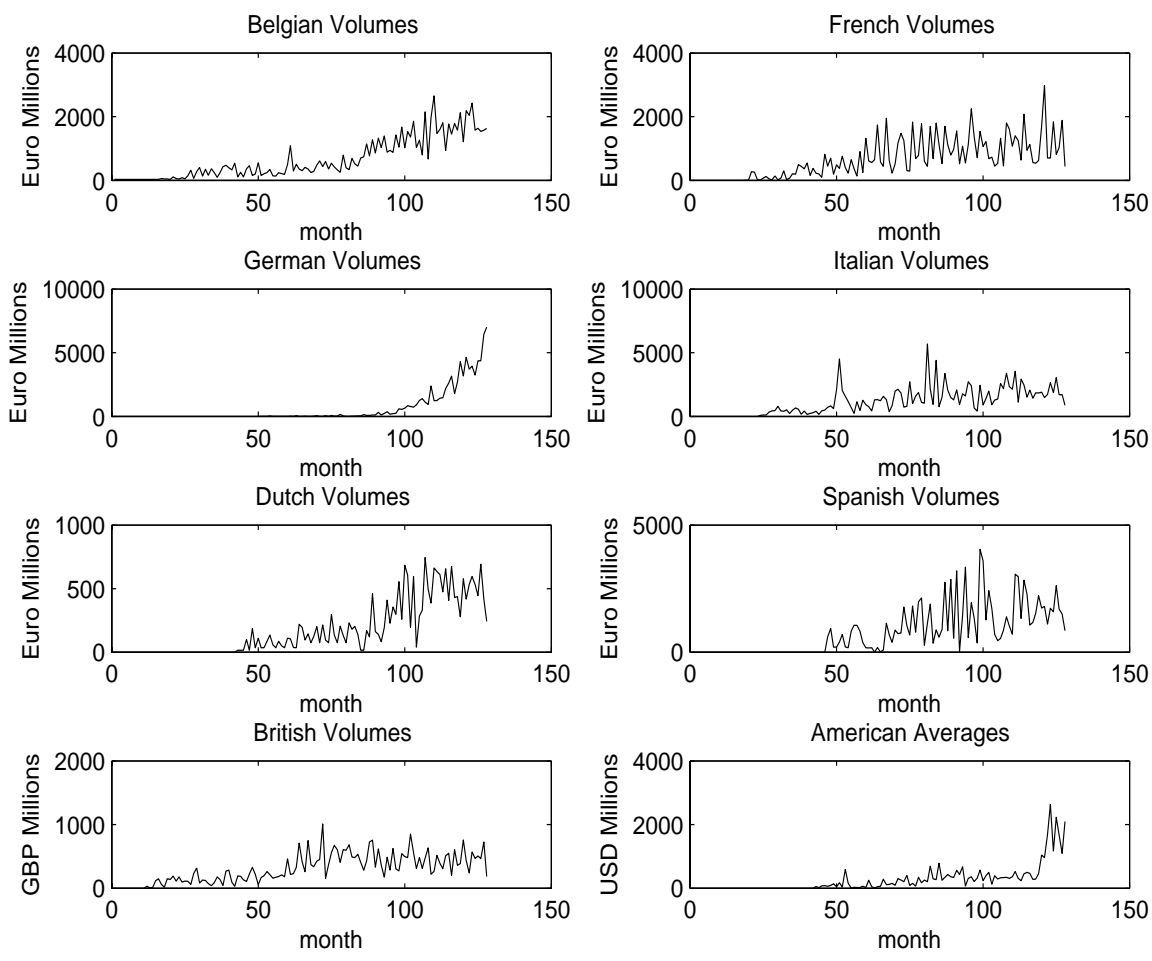 Belgian Volumes
Euro Millions
4000
2000
0
0 50 100 150
month
French Volumes
Euro Millions
4000
2000
0
0 50 100 150
month
German Volumes
Euro Millions
10000
5000
0
0 50 100 150
month
Italian Volumes
Euro Millions
10000
5000
0
0 50 100 150
month
Dutch Volumes
Euro Millions
1000
500
0
0 50 100 150
month
Spanish Volumes
Euro Millions
5000
0
0 50 100 150
month
British Volumes
GBP Millions
2000
1000
0
0 50 100 150
month
American Averages
USD Millions
4000
2000
0
0 50 100 150
month